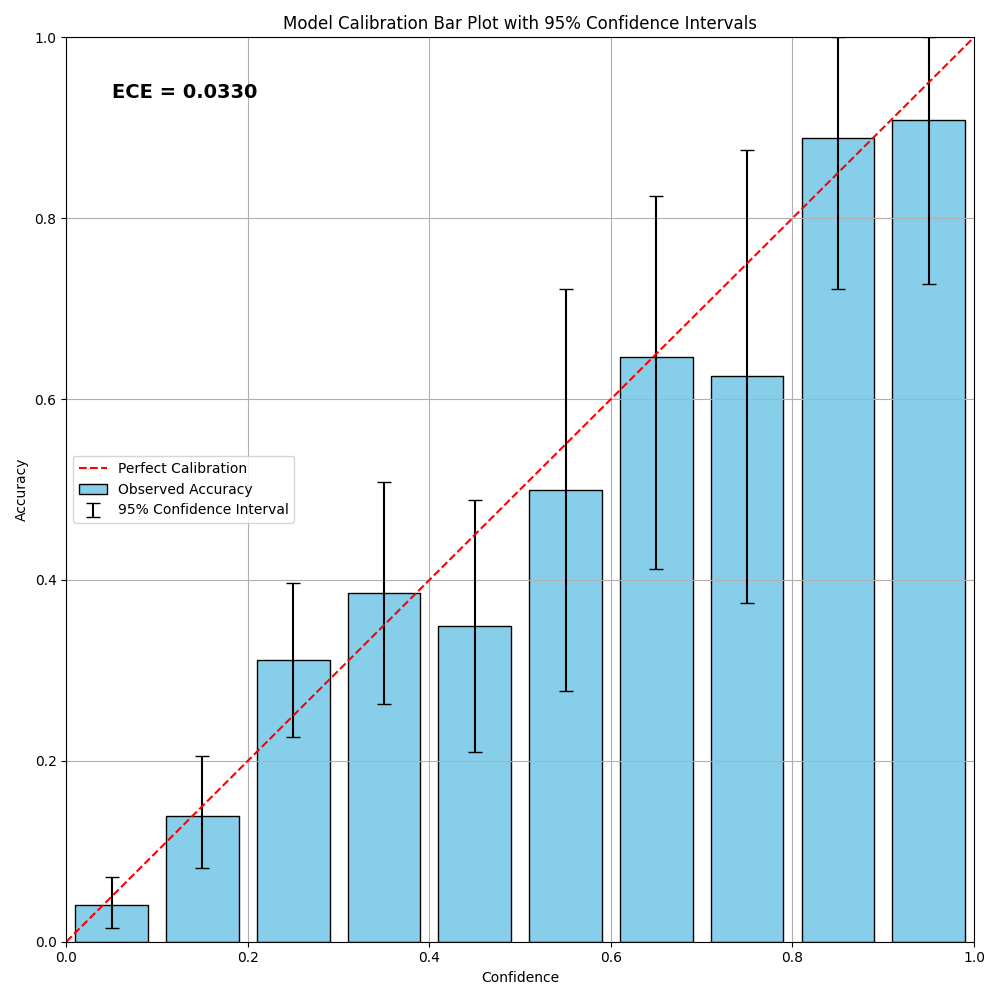 Model Calibration Bar Plot with 95% Confidence Intervals
ECE = 0.0330
1.0
0.8
0.6
0.4
0.2
0.0
Accuracy
Perfect Calibration
Observed Accuracy
95% Confidence Interval
0.0 0.2 0.4 0.6 0.8 1.0
Confidence